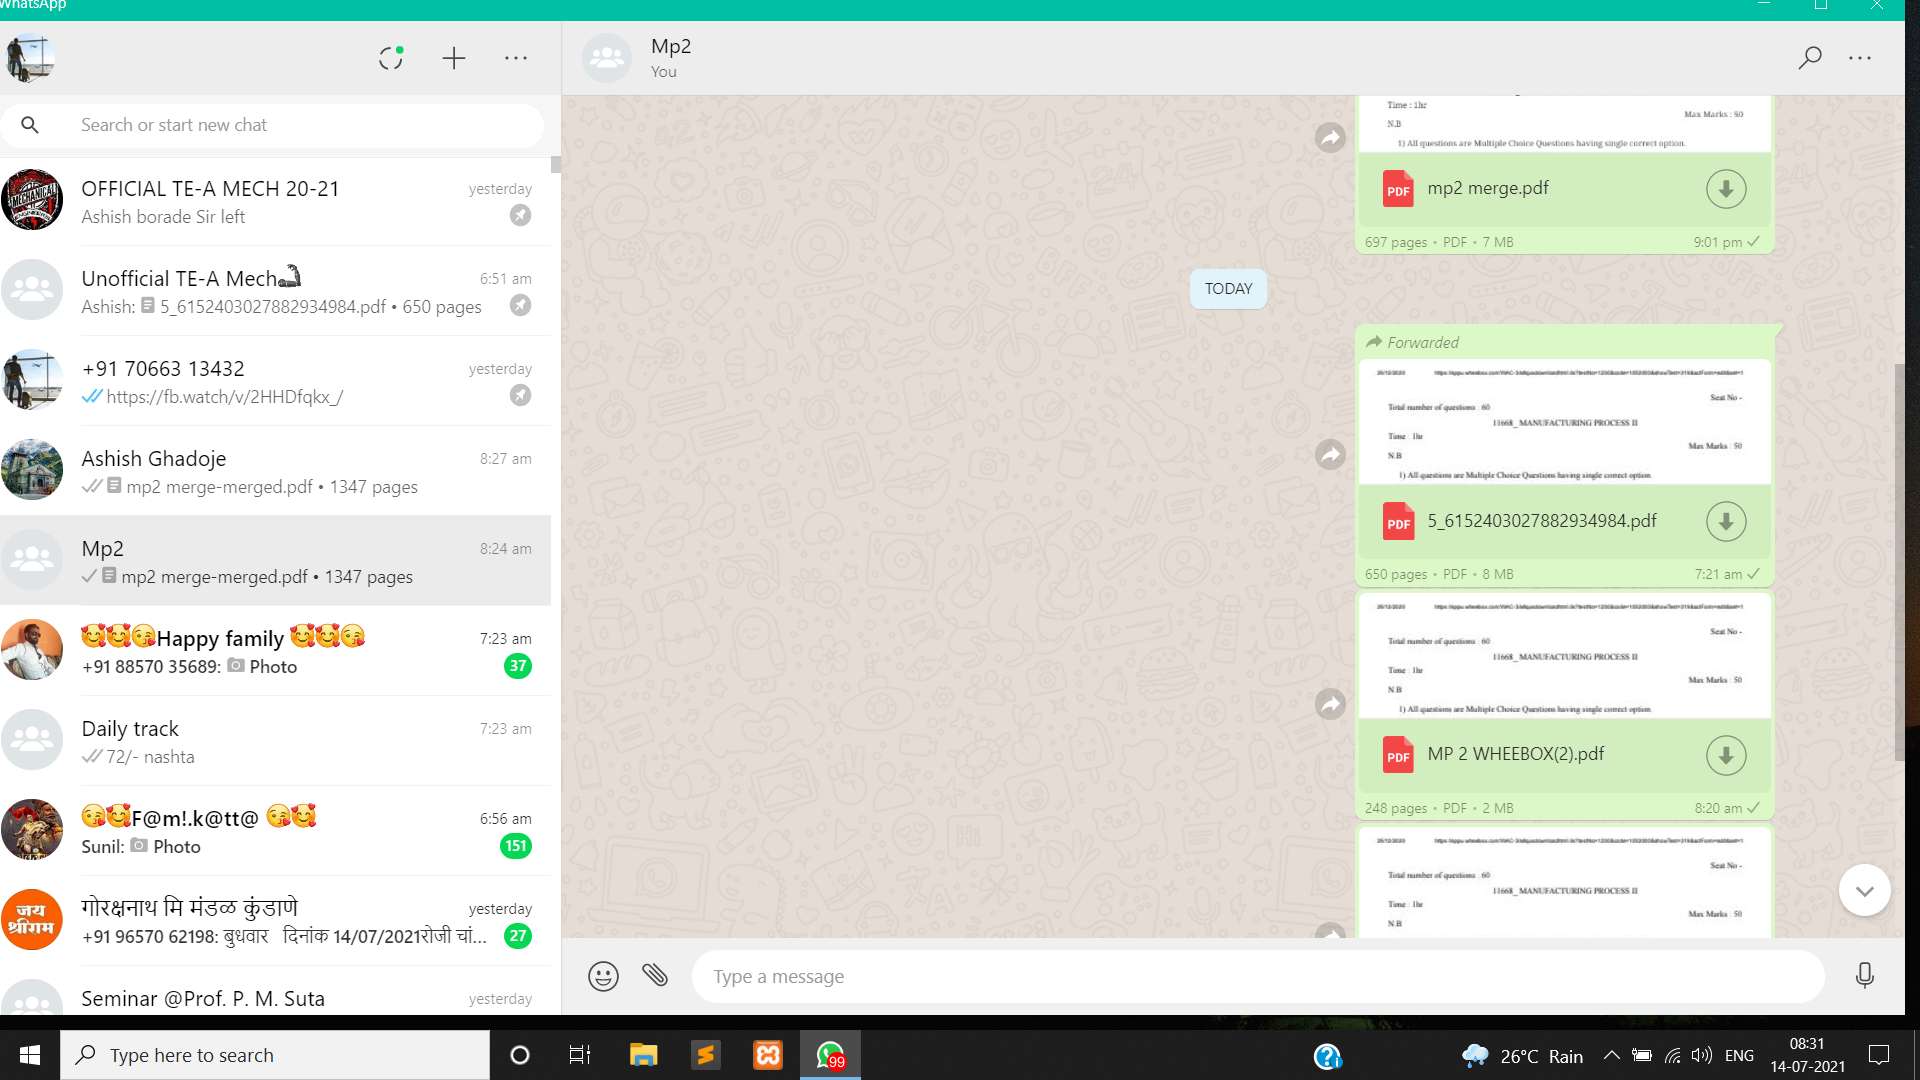 WhatsApp
Search or start new chat
OFFICIAL TE-A MECH 20-21
yesterday
Ashish borade Sir left
Unofficial TE-A Mech
6:51 am
Ashish: 5_6152403027882934984.pdf • 650 pages
+91 70663 13432
yesterday
https://fb.watch/v/2HHDfqkx_/
Ashish Ghadoje
8:27 am
mp2 merge-merged.pdf • 1347 pages
Mp2
8:24 am
mp2 merge-merged.pdf • 1347 pages
🥰🥰😘Happy family 🥰🥰😘
7:23 am
+91 88570 35689: Photo
37
Daily track
7:23 am
72/- nashta
😘🥰F@m!.k@tt@ 😘🥰
6:56 am
Sunil: Photo
151
जय
श्रीराम
गोरक्षनाथ मि मंडळ कुंडाणे
yesterday
+91 96570 62198: बुधवार दिनांक 14/07/2021रोजी चां...
27
Seminar @Prof. P. M. Suta
yesterday
Mp2
You
Time : 1hr
Max Marks : 50
N.B
1) All questions are Multiple Choice Questions having single correct option.
PDF
mp2 merge.pdf
697 pages • PDF • 7 MB
9:01 pm
TODAY
Forwarded
Seat No -
Total number of questions : 60
11668_ MANUFACTURING PROCESS II
Time : 1hr
Max Marks : 50
N.B
1) All questions are Multiple Choice Questions having single correct option.
PDF
5_6152403027882934984.pdf
650 pages • PDF • 8 MB
7:21 am
Seat No -
Total number of questions : 60
11668_ MANUFACTURING PROCESS II
Time : 1hr
Max Marks : 50
N.B
1) All questions are Multiple Choice Questions having single correct option.
PDF
MP 2 WHEEBOX(2).pdf
248 pages • PDF • 2 MB
8:20 am
Seat No -
Total number of questions : 60
11668_ MANUFACTURING PROCESS II
Time : 1hr
Max Marks : 50
N.B
Type a message
Type here to search
99
26°C Rain
ENG
08:31
14-07-2021